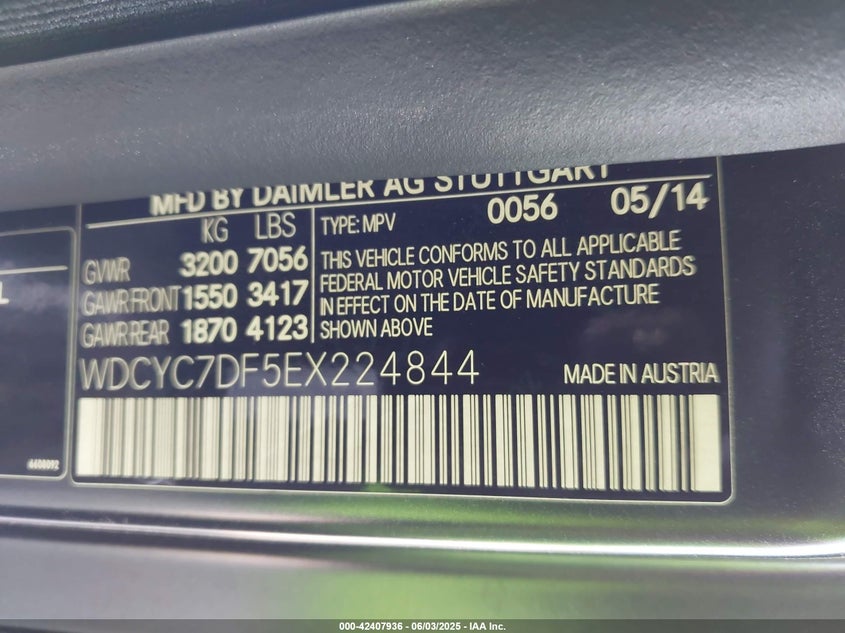 MFD BY DAIMLER AG STUTTGART
KG LBS
GVWR 3200 7056
GAWR FRONT 1550 3417
GAWR REAR 1870 4123
TYPE: MPV 0056 05/14
THIS VEHICLE CONFORMS TO ALL APPLICABLE
FEDERAL MOTOR VEHICLE SAFETY STANDARDS
IN EFFECT ON THE DATE OF MANUFACTURE
SHOWN ABOVE
WDCYC7DF5EX224844 MADE IN AUSTRIA
L
000-42407936 - 06/03/2025 - IAA Inc.